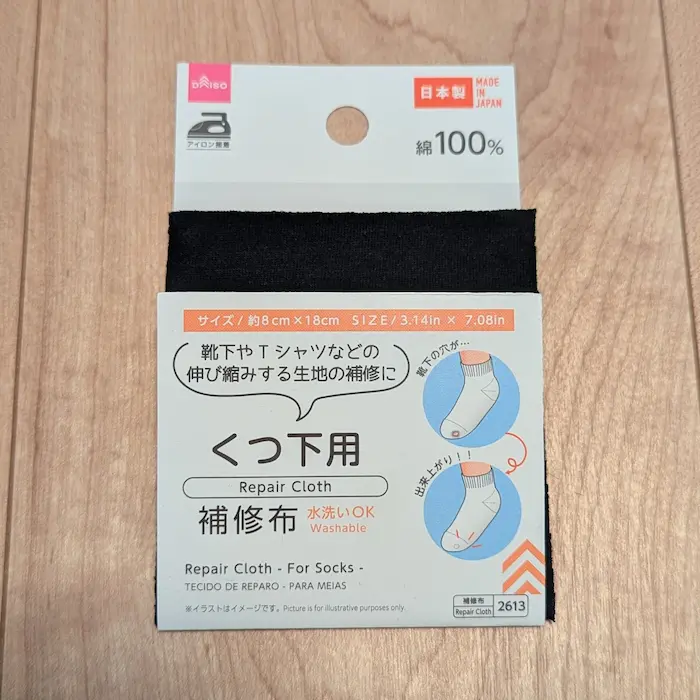 DAISO
アイロン接着
日本製
MADE
IN
JAPAN
綿100%
サイズ/約8cm×18cm SIZE/3.14in × 7.08in
靴下やTシャツなどの
伸び縮みする生地の補修に
靴下の穴が…
くつ下用
Repair Cloth
出来上がり!!
補修布
水洗いOK
Washable
Repair Cloth - For Socks -
TECIDO DE REPARO - PARA MEIAS
※イラストはイメージです。Picture is for illustrative purposes only.
補修布
Repair Cloth
2613